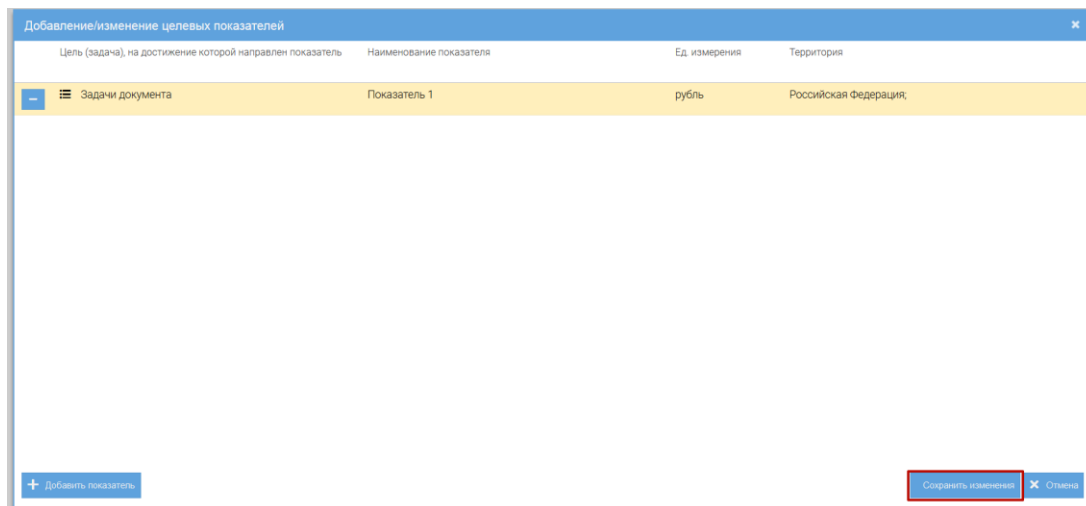 Добавление/изменение целевых показателей
Цель (задача), на достижение которой направлен показатель Наименование показателя Ед. измерения Территория
Задачи документа Показатель 1 рубль Российская Федерация;
Добавить показатель Сохранить изменения Отмена